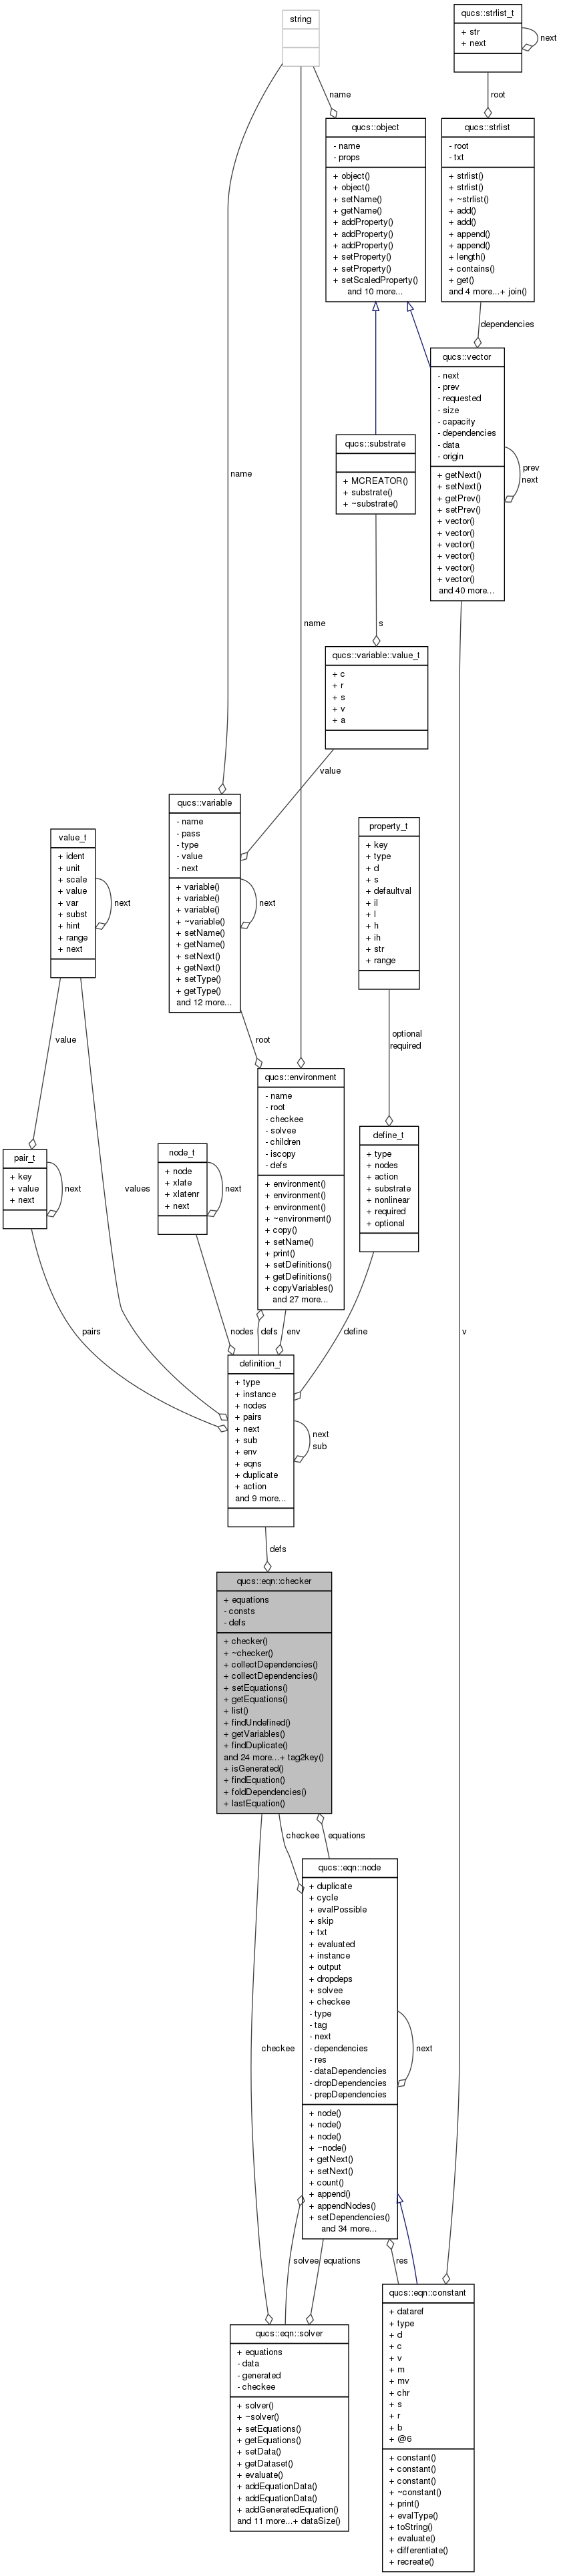 string
qucs::strlist_t
+ str
+ next
next
root
name
qucs::object
- name
- props
+ object()
+ object()
+ setName()
+ getName()
+ addProperty()
+ addProperty()
+ addProperty()
+ setProperty()
+ setProperty()
+ setScaledProperty()
and 10 more...
qucs::strlist
- root
- txt
+ strlist()
+ strlist()
+ ~strlist()
+ add()
+ add()
+ append()
+ append()
+ length()
+ contains()
+ get()
and 4 more...+ join()
dependencies
qucs::vector
- next
- prev
- requested
- size
- capacity
- dependencies
- data
- origin
+ getNext()
+ setNext()
+ getPrev()
+ setPrev()
+ vector()
+ vector()
+ vector()
+ vector()
+ vector()
+ vector()
and 40 more...
prev
next
qucs::substrate
+ MCREATOR()
+ substrate()
+ ~substrate()
name
name
s
qucs::variable::value_t
+ c
+ r
+ s
+ v
+ a
value
qucs::variable
- name
- pass
- type
- value
- next
+ variable()
+ variable()
+ variable()
+ ~variable()
+ setName()
+ getName()
+ setNext()
+ getNext()
+ setType()
+ getType()
and 12 more...
next
value_t
+ ident
+ unit
+ scale
+ value
+ var
+ subst
+ hint
+ range
+ next
next
property_t
+ key
+ type
+ d
+ s
+ defaultval
+ il
+ l
+ h
+ ih
+ str
+ range
value
root
optional
required
qucs::environment
- name
- root
- checkee
- solvee
- children
- iscopy
- defs
+ environment()
+ environment()
+ environment()
+ ~environment()
+ copy()
+ setName()
+ print()
+ setDefinitions()
+ getDefinitions()
+ copyVariables()
and 27 more...
pair_t
+ key
+ value
+ next
next
values
node_t
+ node
+ xlate
+ xlatenr
+ next
next
define_t
+ type
+ nodes
+ action
+ substrate
+ nonlinear
+ required
+ optional
pairs
nodes
defs
env
define
v
definition_t
+ type
+ instance
+ nodes
+ pairs
+ next
+ sub
+ env
+ eqns
+ duplicate
+ action
and 9 more...
next
sub
defs
qucs::eqn::checker
+ equations
- consts
- defs
+ checker()
+ ~checker()
+ collectDependencies()
+ collectDependencies()
+ setEquations()
+ getEquations()
+ list()
+ findUndefined()
+ getVariables()
+ findDuplicate()
and 24 more...+ tag2key()
+ isGenerated()
+ findEquation()
+ foldDependencies()
+ lastEquation()
checkee
equations
qucs::eqn::node
+ duplicate
+ cycle
+ evalPossible
+ skip
+ txt
+ evaluated
+ instance
+ output
+ dropdeps
+ solvee
+ checkee
- type
- tag
- next
- dependencies
- res
- dataDependencies
- dropDependencies
- prepDependencies
+ node()
+ node()
+ node()
+ ~node()
+ getNext()
+ setNext()
+ count()
+ append()
+ appendNodes()
+ setDependencies()
and 34 more...
next
checkee
solvee
equations
res
qucs::eqn::solver
+ equations
- data
- generated
- checkee
+ solver()
+ ~solver()
+ setEquations()
+ getEquations()
+ setData()
+ getDataset()
+ evaluate()
+ addEquationData()
+ addEquationData()
+ addGeneratedEquation()
and 11 more...+ dataSize()
qucs::eqn::constant
+ dataref
+ type
+ d
+ c
+ v
+ m
+ mv
+ chr
+ s
+ r
+ b
+ @6
+ constant()
+ constant()
+ constant()
+ ~constant()
+ print()
+ evalType()
+ toString()
+ evaluate()
+ differentiate()
+ recreate()